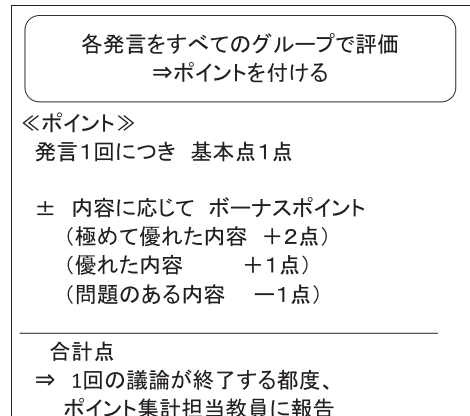 各発言をすべてのグループで評価
⇒ポイントを付ける
≪ポイント≫
発言1回につき 基本点1点
± 内容に応じて ボーナスポイント
（極めて優れた内容 ＋2点）
（優れた内容 ＋1点）
（問題のある内容 －1点）
合計点
⇒ 1回の議論が終了する都度、
ポイント集計担当教員に報告